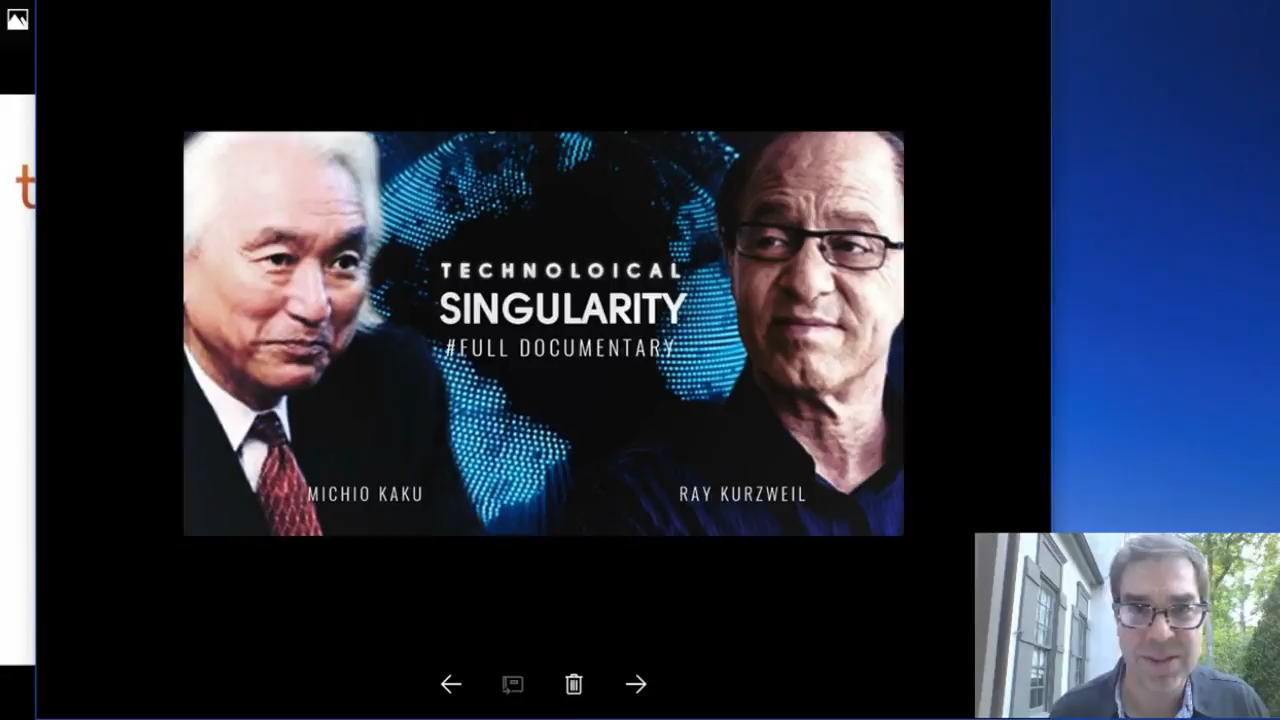 t
TECHNOLOICAL
SINGULARITY
#FULL DOCUMENTARY
MICHIO KAKU
RAY KURZWEIL